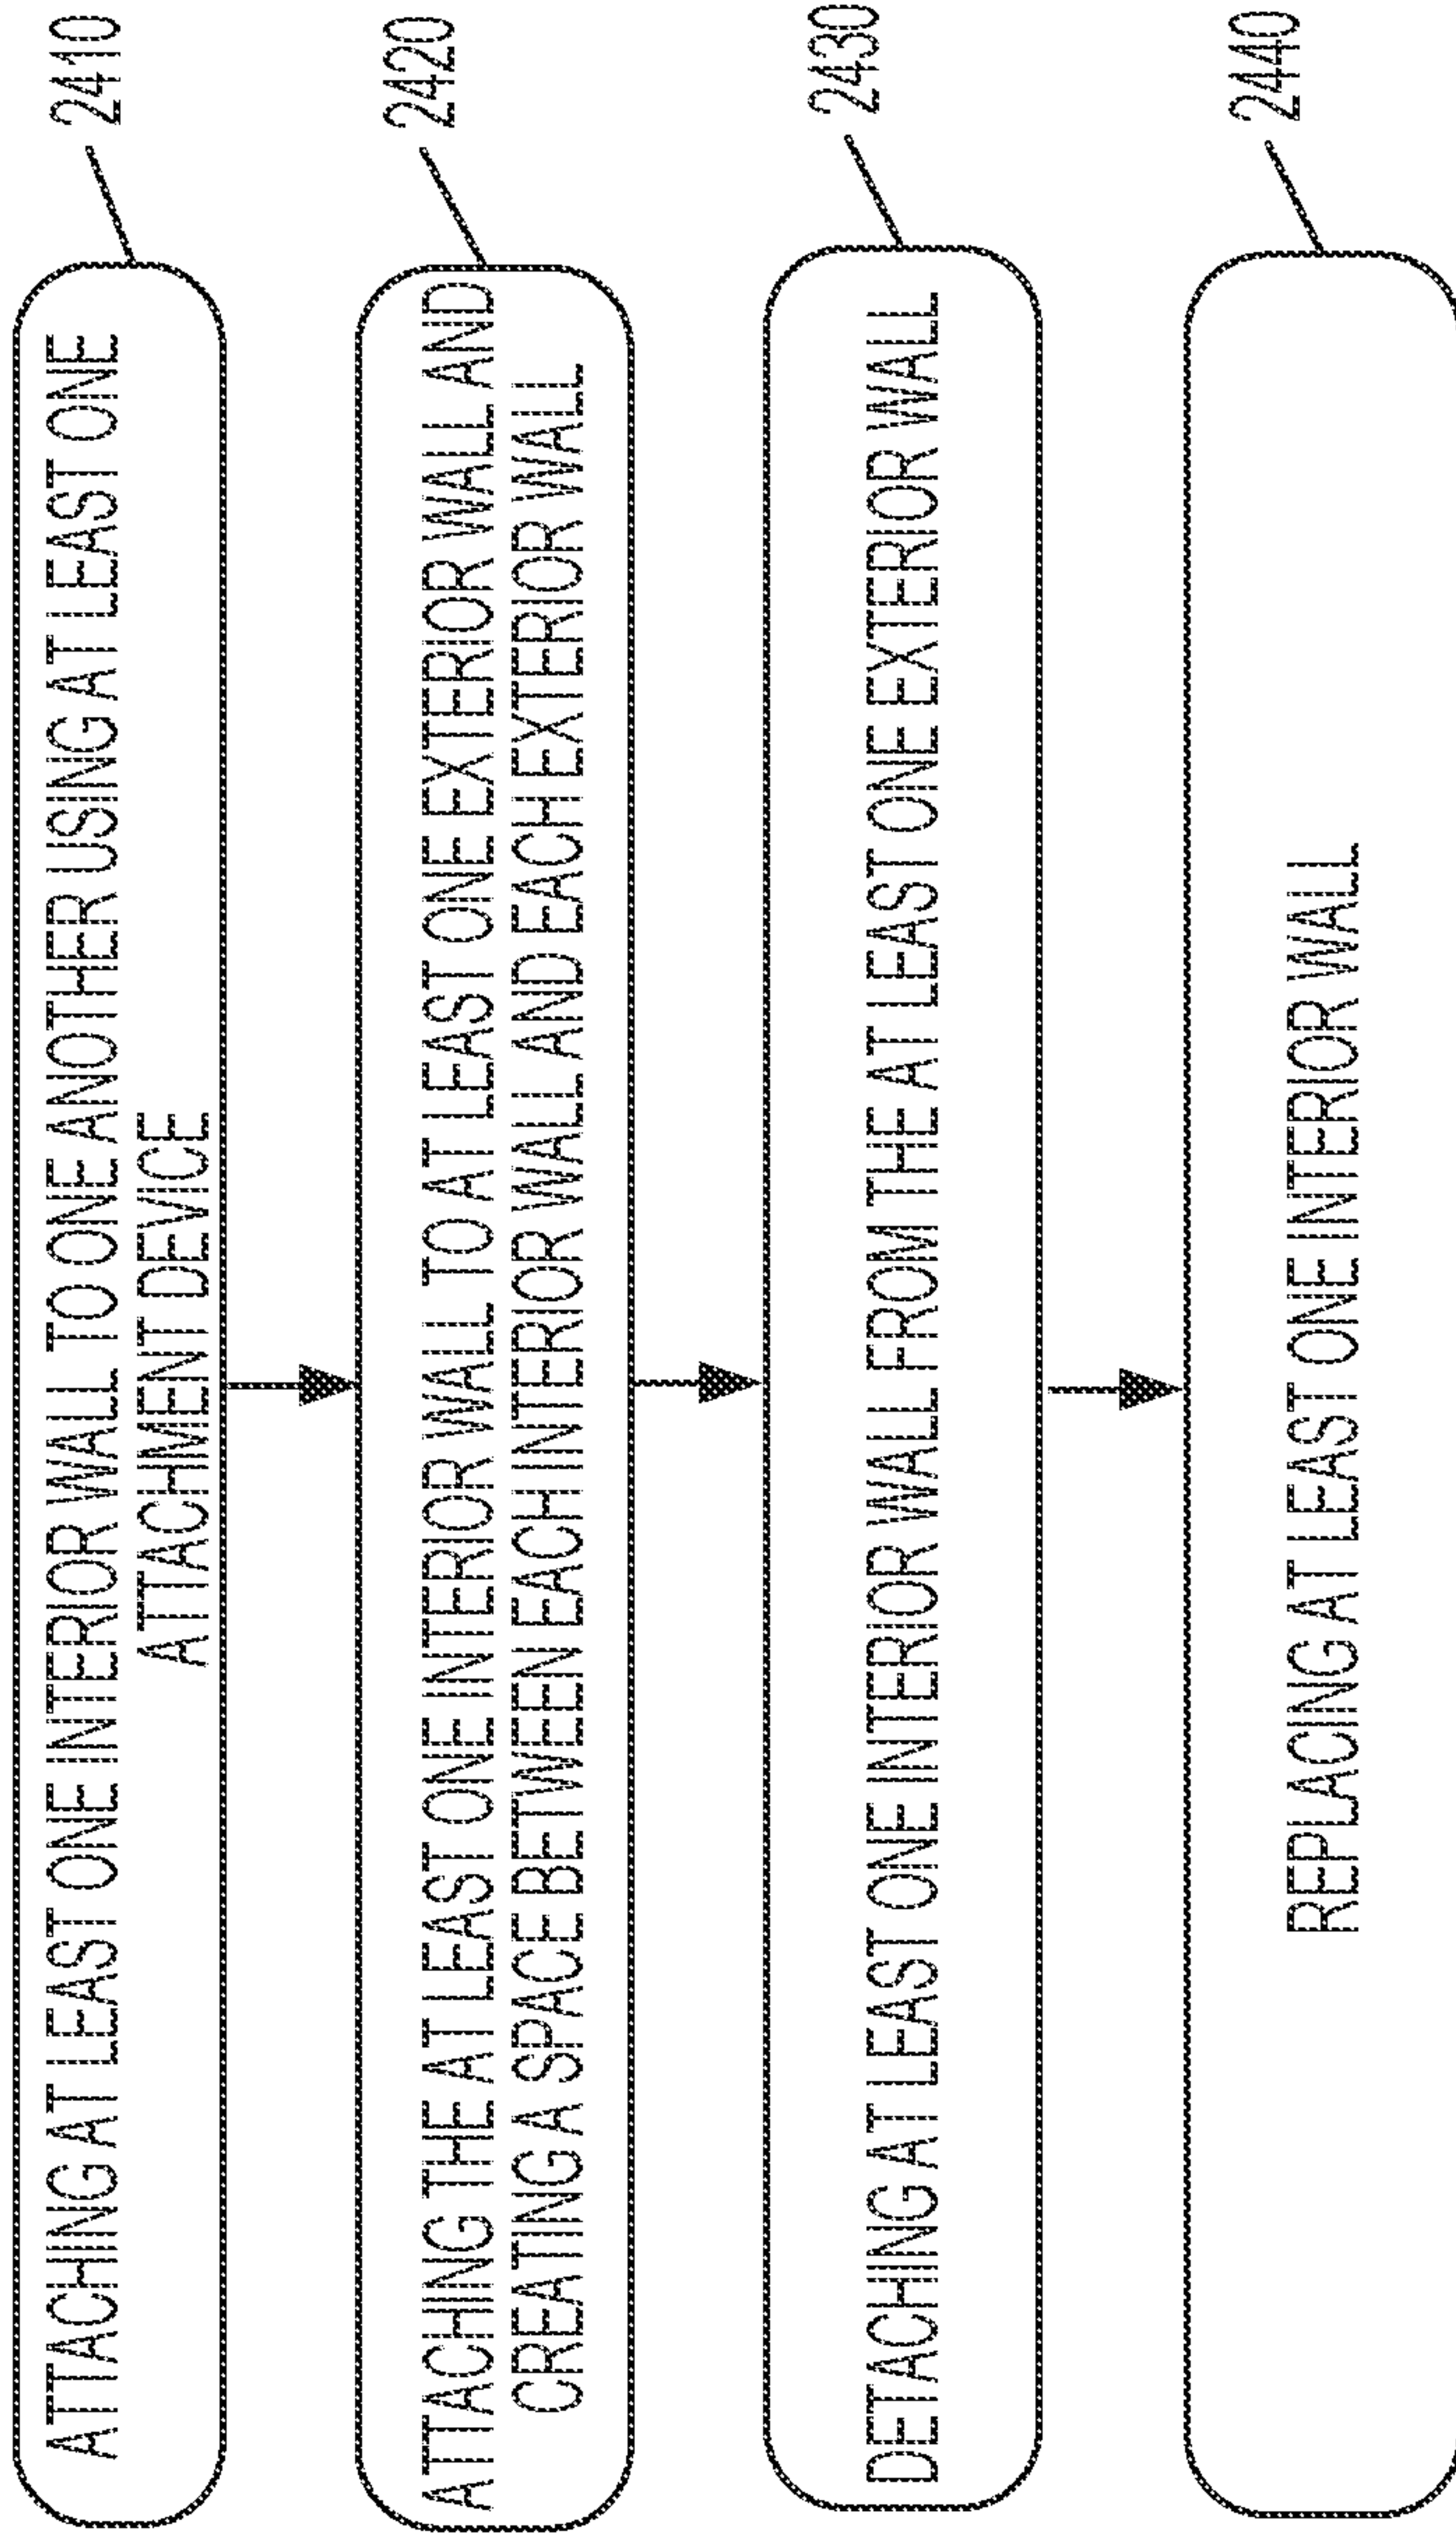 ATTACHING AT LEAST ONE INTERIOR WALL TO ONE ANOTHER USING AT LEAST ONE
ATTACHMENT DEVICE
2410
ATTACHING THE AT LEAST ONE INTERIOR WALL TO AT LEAST ONE EXTERIOR WALL AND
CREATING A SPACE BETWEEN EACH INTERIOR WALL AND EACH EXTERIOR WALL
2420
DETACHING AT LEAST ONE INTERIOR WALL FROM THE AT LEAST ONE EXTERIOR WALL
2430
REPLACING AT LEAST ONE INTERIOR WALL
2440